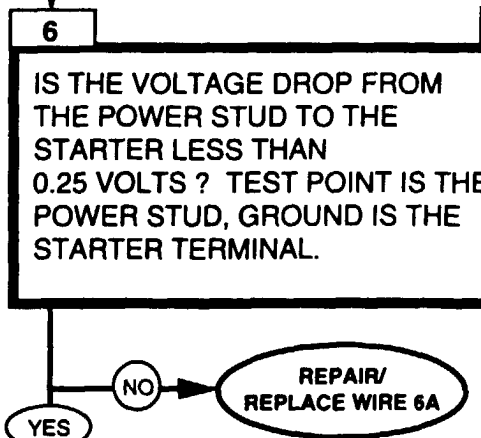 6
IS THE VOLTAGE DROP FROM
THE POWER STUD TO THE
STARTER LESS THAN
0.25 VOLTS ? TEST POINT IS THE
POWER STUD, GROUND IS THE
STARTER TERMINAL.
NO
REPAIR/
REPLACE WIRE 6A
YES